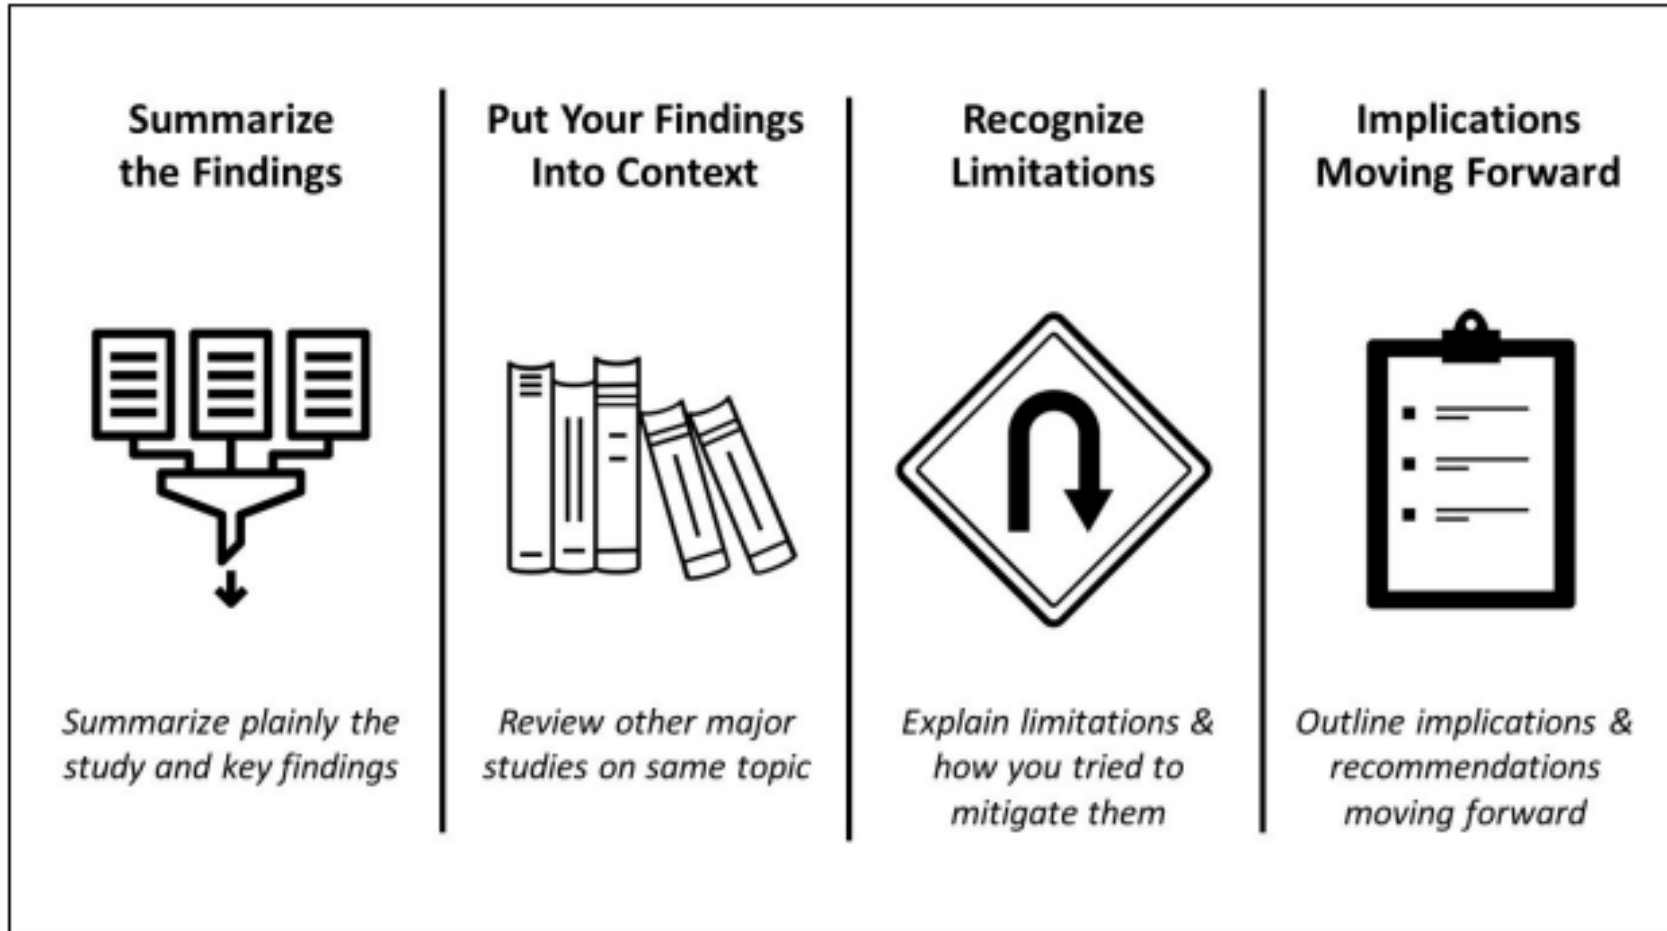 Summarize
the Findings
Summarize plainly the
study and key findings
Put Your Findings
Into Context
Review other major
studies on same topic
Recognize
Limitations
Explain limitations &
how you tried to
mitigate them
Implications
Moving Forward
Outline implications &
recommendations
moving forward